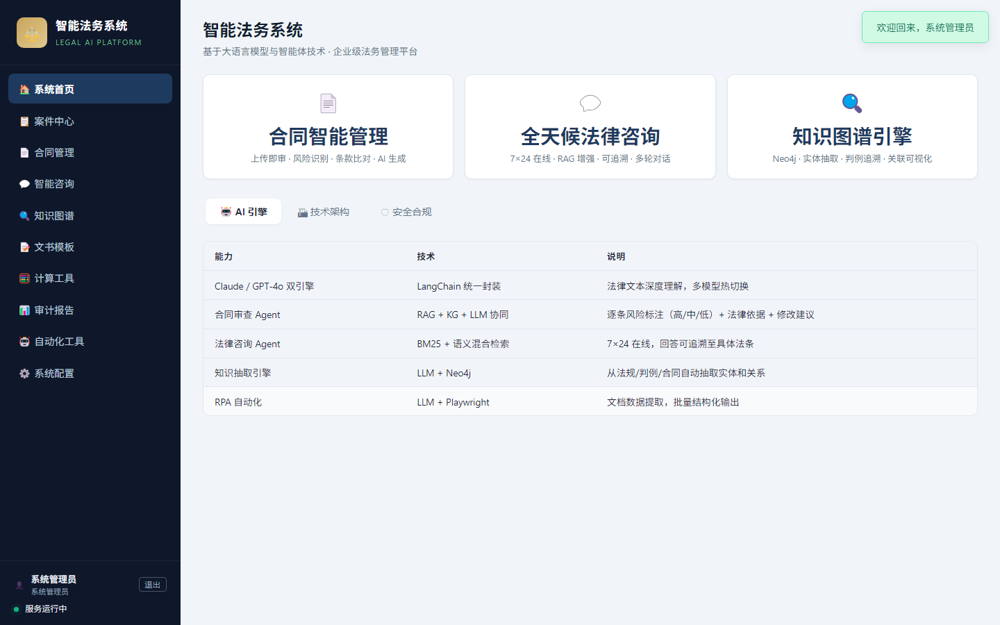 智能法务系统
LEGAL AI PLATFORM
系统首页
案件中心
合同管理
智能咨询
知识图谱
文书模板
计算工具
审计报告
自动化工具
系统配置
系统管理员
系统管理员
退出
服务运行中
智能法务系统
基于大语言模型与智能体技术 · 企业级法务管理平台
欢迎回来，系统管理员
合同智能管理
上传即审 · 风险识别 · 条款比对 · AI 生成
全天候法律咨询
7×24 在线 · RAG 增强 · 可追溯 · 多轮对话
知识图谱引擎
Neo4j · 实体抽取 · 判例追溯 · 关联可视化
AI 引擎 技术架构 安全合规
能力 技术 说明
Claude / GPT-4o 双引擎 LangChain 统一封装 法律文本深度理解，多模型热切换
合同审查 Agent RAG + KG + LLM 协同 逐条风险标注（高/中/低）+ 法律依据 + 修改建议
法律咨询 Agent BM25 + 语义混合检索 7×24 在线，回答可追溯至具体法条
知识抽取引擎 LLM + Neo4j 从法规/判例/合同自动抽取实体和关系
RPA 自动化 LLM + Playwright 文档数据提取，批量结构化输出